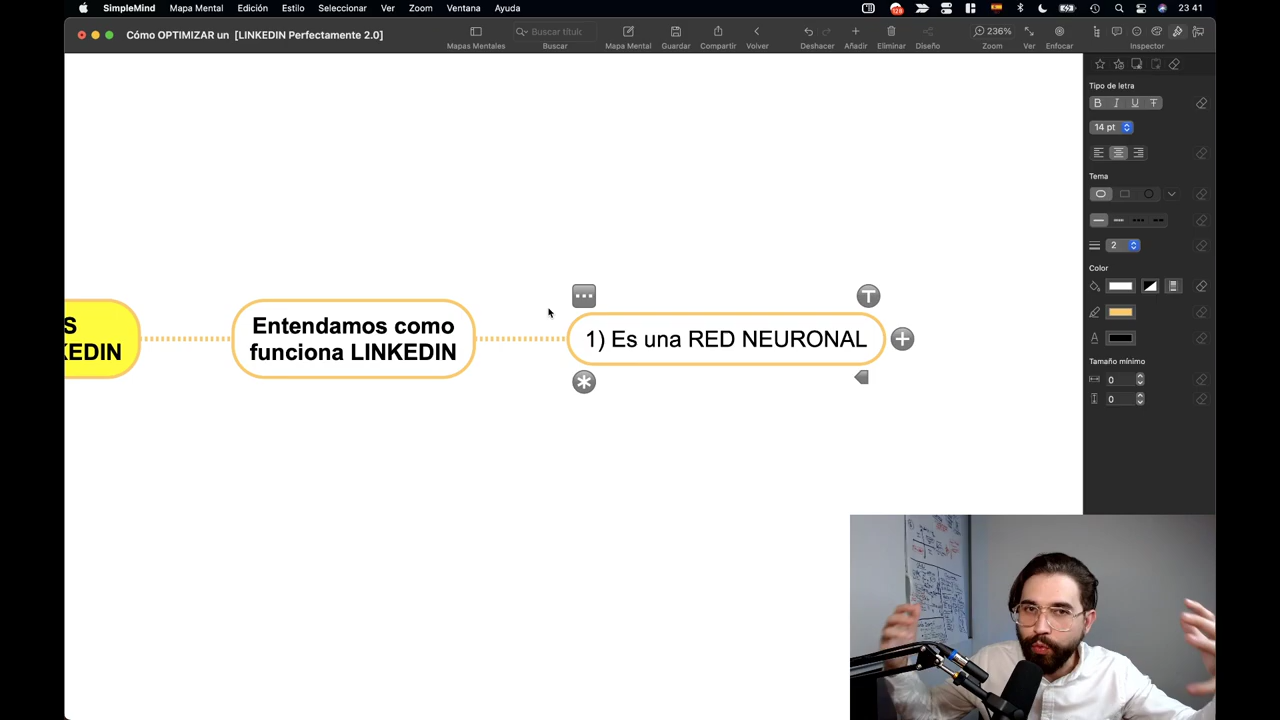 SimpleMind Mapa Mental Edición Estilo Seleccionar Ver Zoom Ventana Ayuda 23 41
Cómo OPTIMIZAR un [LINKEDIN Perfectamente 2.0]
Buscar títulc
236%
Mapas Mentales Buscar Mapa Mental Guardar Compartir Volver Deshacer Añadir Eliminar Diseño Zoom Ver Enfocar Inspector
Tipo de letra
B I U T
14 pt
Tema
2
Color
Tamaño mínimo
0
0
S
KEDIN
Entendamos como
funciona LINKEDIN
T
1) Es una RED NEURONAL